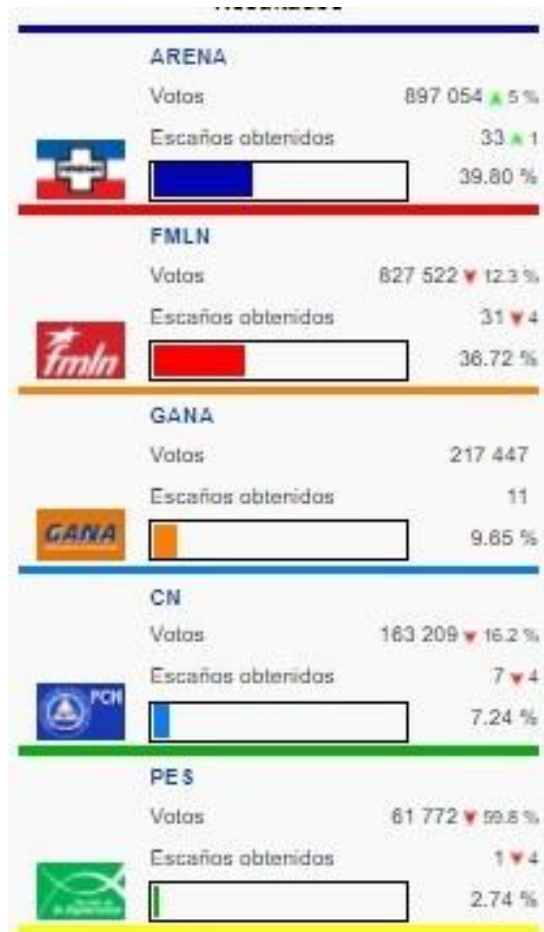 Resultados
ARENA
Votos 897 054 5 %
Escaños obtenidos 33 1
39.80 %
FMLN
Votos 827 522 12.3 %
Escaños obtenidos 31 4
fmln
36.72 %
GANA
Votos 217 447
Escaños obtenidos 11
GANA
9.65 %
CN
Votos 163 209 16.2 %
Escaños obtenidos 7 4
PCN
7.24 %
PES
Votos 61 772 59.8 %
Escaños obtenidos 1 4
2.74 %